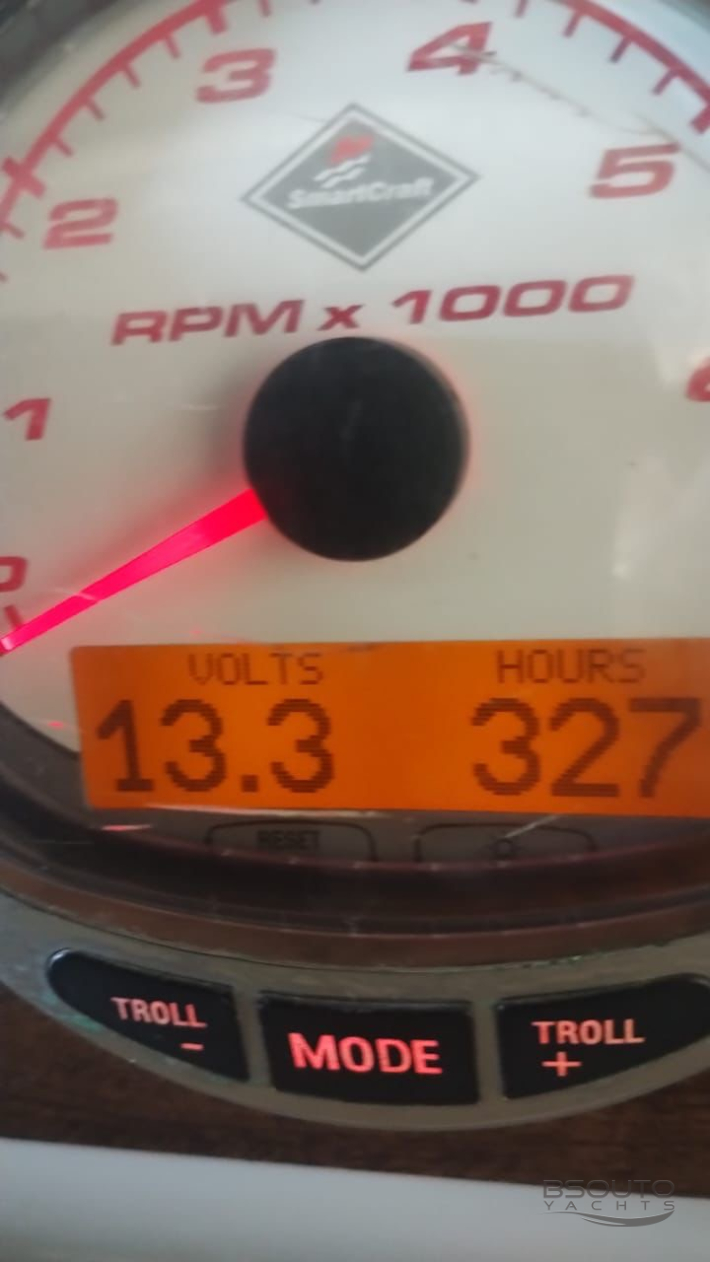 3 4
2 5
SmartCraft
RPM x 1000
1
0
VOLTS HOURS
13.3 327
RESET
TROLL - MODE TROLL +
BSOUTO
YACHTS